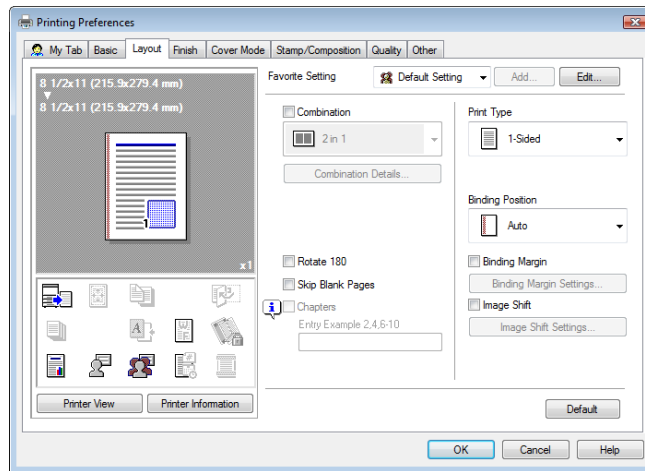 Printing Preferences
My Tab Basic Layout Finish Cover Mode Stamp/Composition Quality Other
8 1/2x11 (215.9x279.4 mm)
8 1/2x11 (215.9x279.4 mm)
1
x1
Printer View Printer Information
Favorite Setting Default Setting Add... Edit...
Combination
2 in 1
Combination Details...
Rotate 180
Skip Blank Pages
Chapters
Entry Example 2,4,6-10
Print Type
1-Sided
Binding Position
Auto
Binding Margin
Binding Margin Settings...
Image Shift
Image Shift Settings...
Default
OK Cancel Help